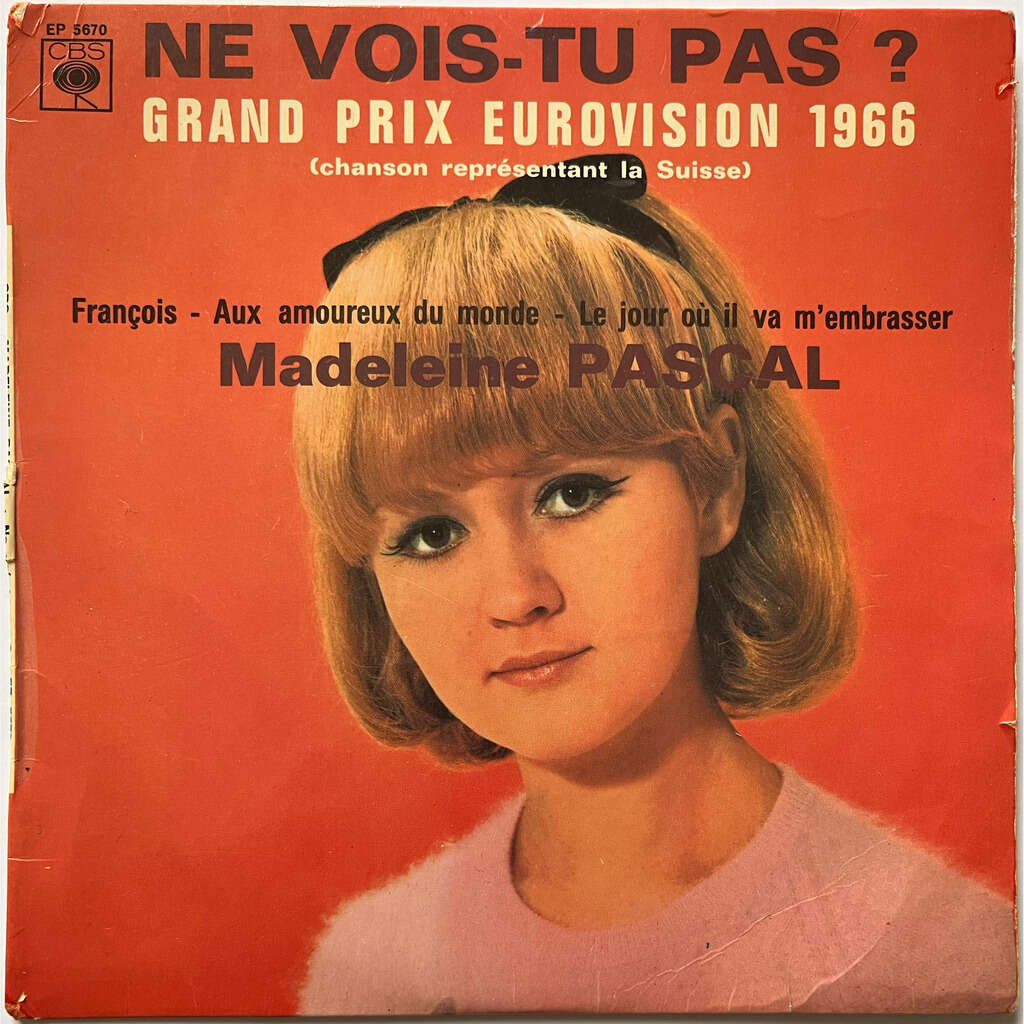 EP 5670
CBS
NE VOIS-TU PAS ?
GRAND PRIX EUROVISION 1966
(chanson représentant la Suisse)
François - Aux amoureux du monde - Le jour où il va m'embrasser
Madeleine PASCAL